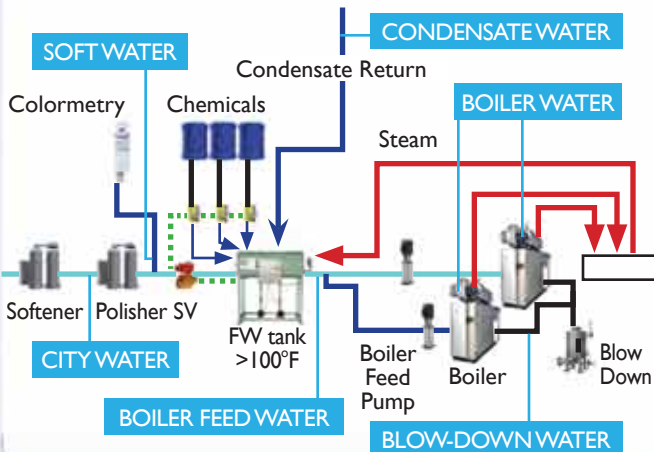 SOFT WATER
CONDENSATE WATER
Condensate Return
Colormetry
Chemicals
BOILER WATER
Steam
Softener
Polisher SV
FW tank
>100°F
CITY WATER
Boiler
Feed
Pump
Boiler
Blow
Down
BOILER FEED WATER
BLOW-DOWN WATER